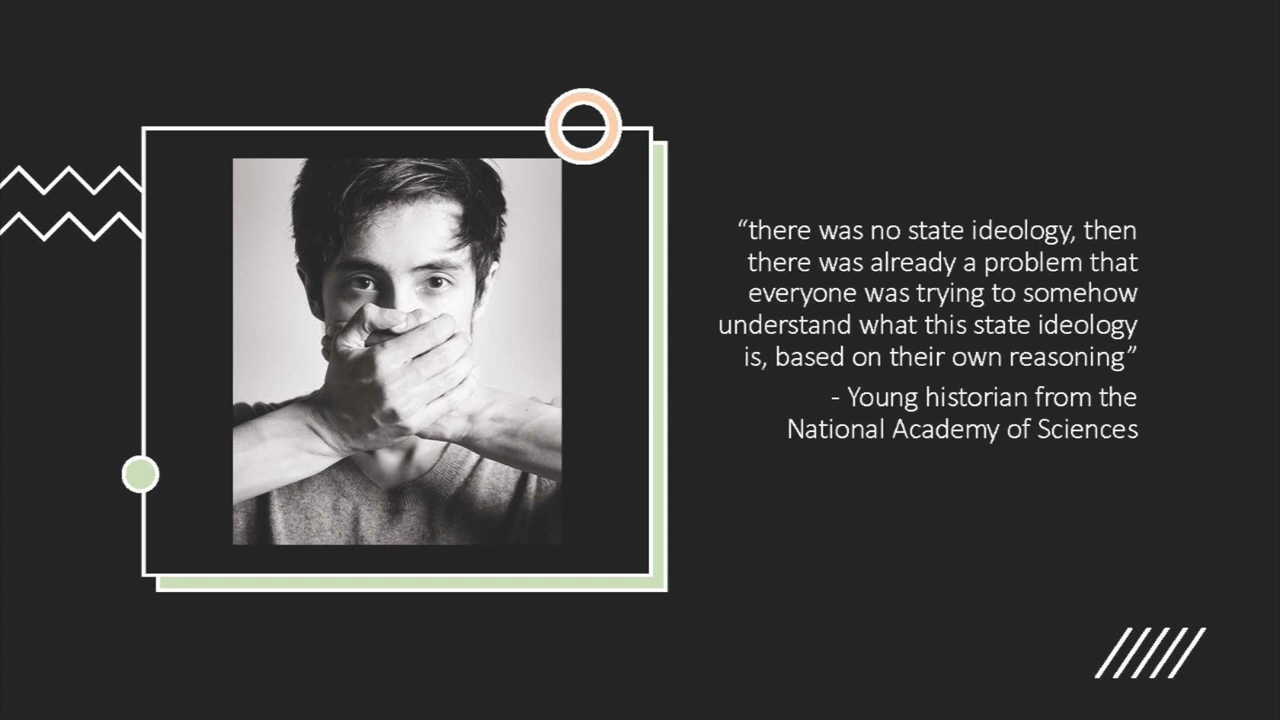 “there was no state ideology, then
there was already a problem that
everyone was trying to somehow
understand what this state ideology
is, based on their own reasoning”
- Young historian from the
National Academy of Sciences